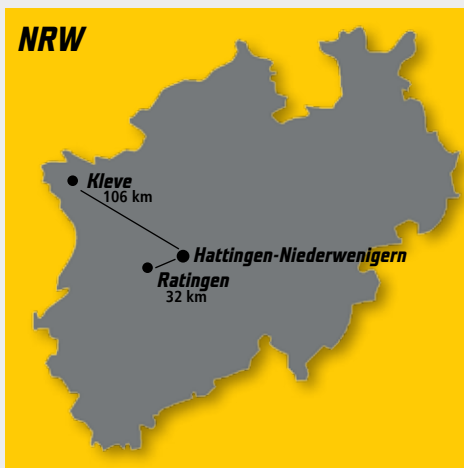 NRW
Kleve
106 km
Hattingen-Niederwenigern
Ratingen
32 km